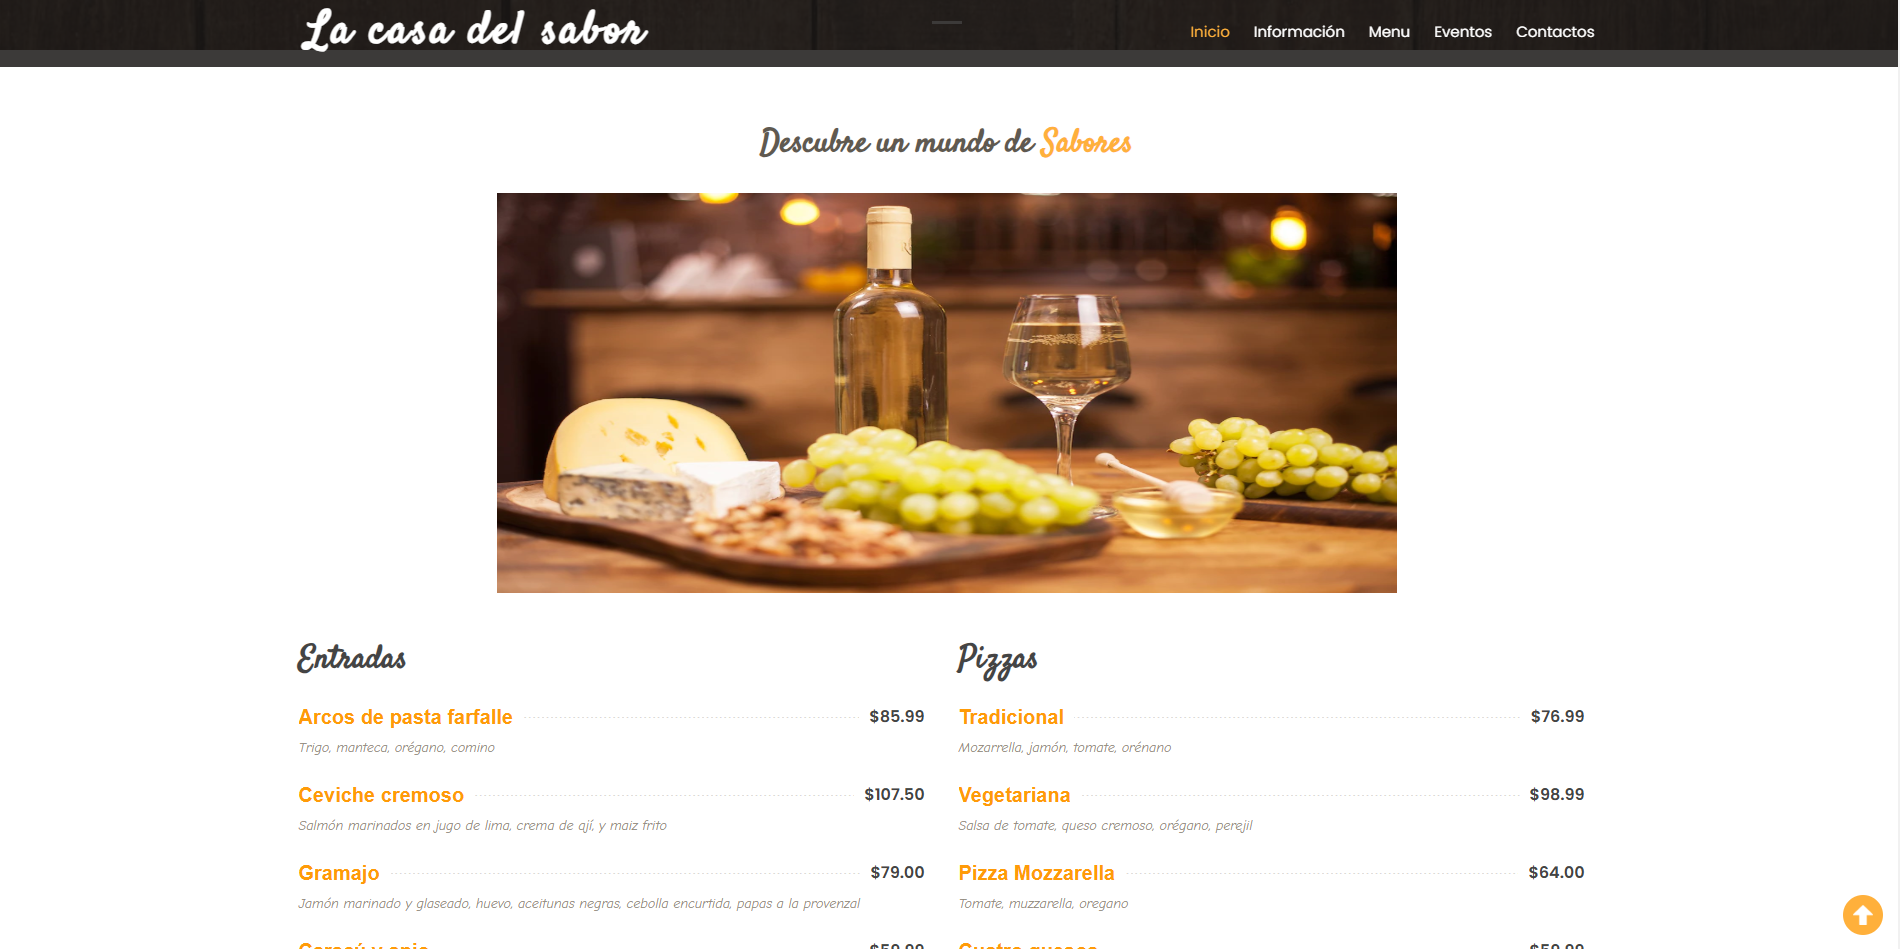 La casa del sabor
Inicio Información Menu Eventos Contactos
Descubre un mundo de Sabores
Entradas
Arcos de pasta farfalle $85.99
Trigo, manteca, orégano, comino
Ceviche cremoso $107.50
Salmón marinados en jugo de lima, crema de ají, y maiz frito
Gramajo $79.00
Jamón marinado y glaseado, huevo, aceitunas negras, cebolla encurtida, papas a la provenzal
Pizzas
Tradicional $76.99
Mozarrella, jamón, tomate, orénano
Vegetariana $98.99
Salsa de tomate, queso cremoso, orégano, perejil
Pizza Mozzarella $64.00
Tomate, muzzarella, oregano